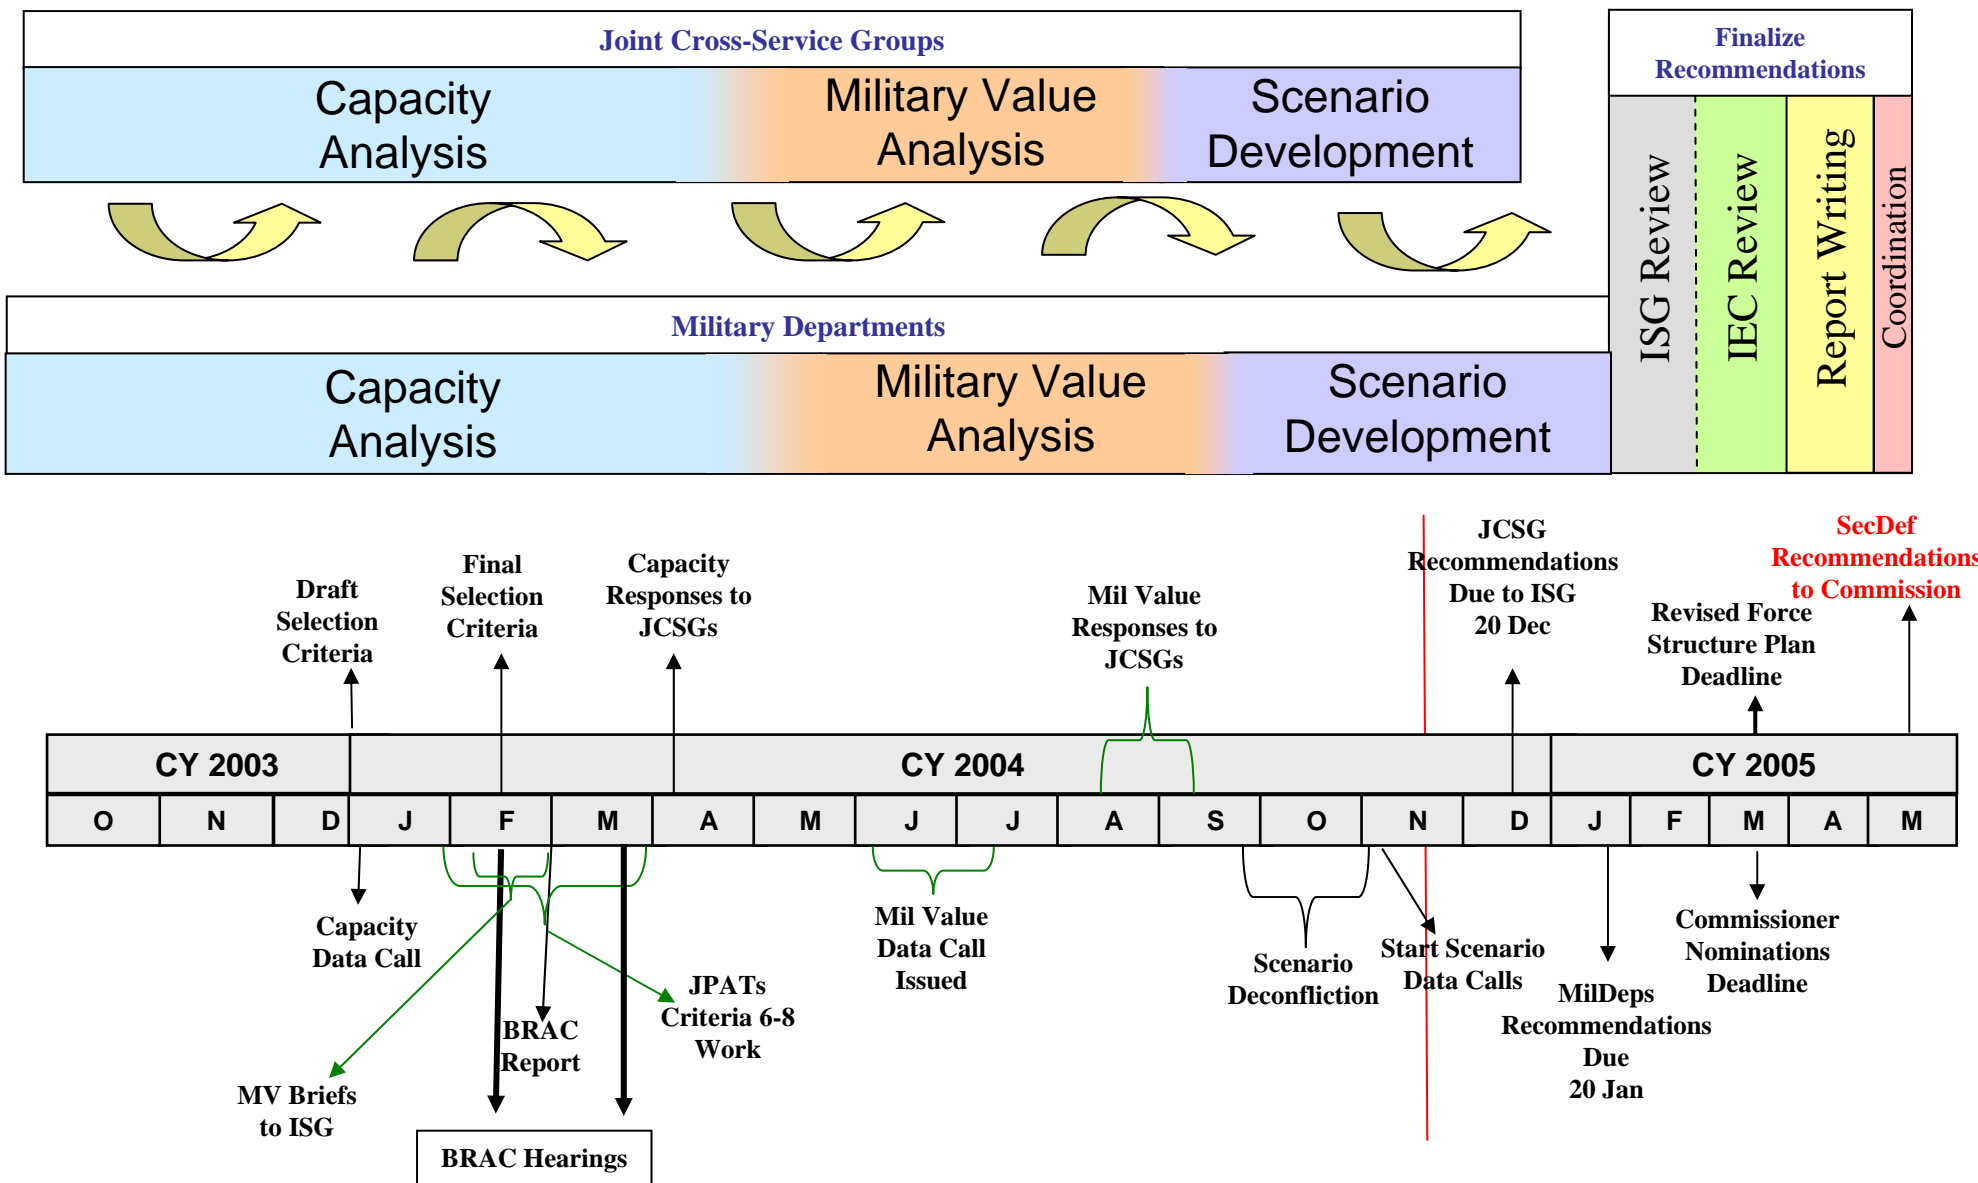 Joint Cross-Service Groups
Capacity
Analysis
Military Value
Analysis
Scenario
Development
Finalize
Recommendations
ISG Review
IEC Review
Report Writing
Coordination
Military Departments
Capacity
Analysis
Military Value
Analysis
Scenario
Development
Draft
Selection
Criteria
Final
Selection
Criteria
Capacity
Responses to
JCSGs
Mil Value
Responses to
JCSGs
JCSG
Recommendations
Due to ISG
20 Dec
Revised Force
Structure Plan
Deadline
SecDef
Recommendations
to Commission
CY 2003
CY 2004
CY 2005
O N D J F M A M J J A S O N D J F M A M
Capacity
Data Call
MV Briefs
to ISG
BRAC
Report
BRAC Hearings
JPATs
Criteria 6-8
Work
Mil Value
Data Call
Issued
Scenario
Deconfliction
Start Scenario
Data Calls
MilDeps
Recommendations
Due
20 Jan
Commissioner
Nominations
Deadline